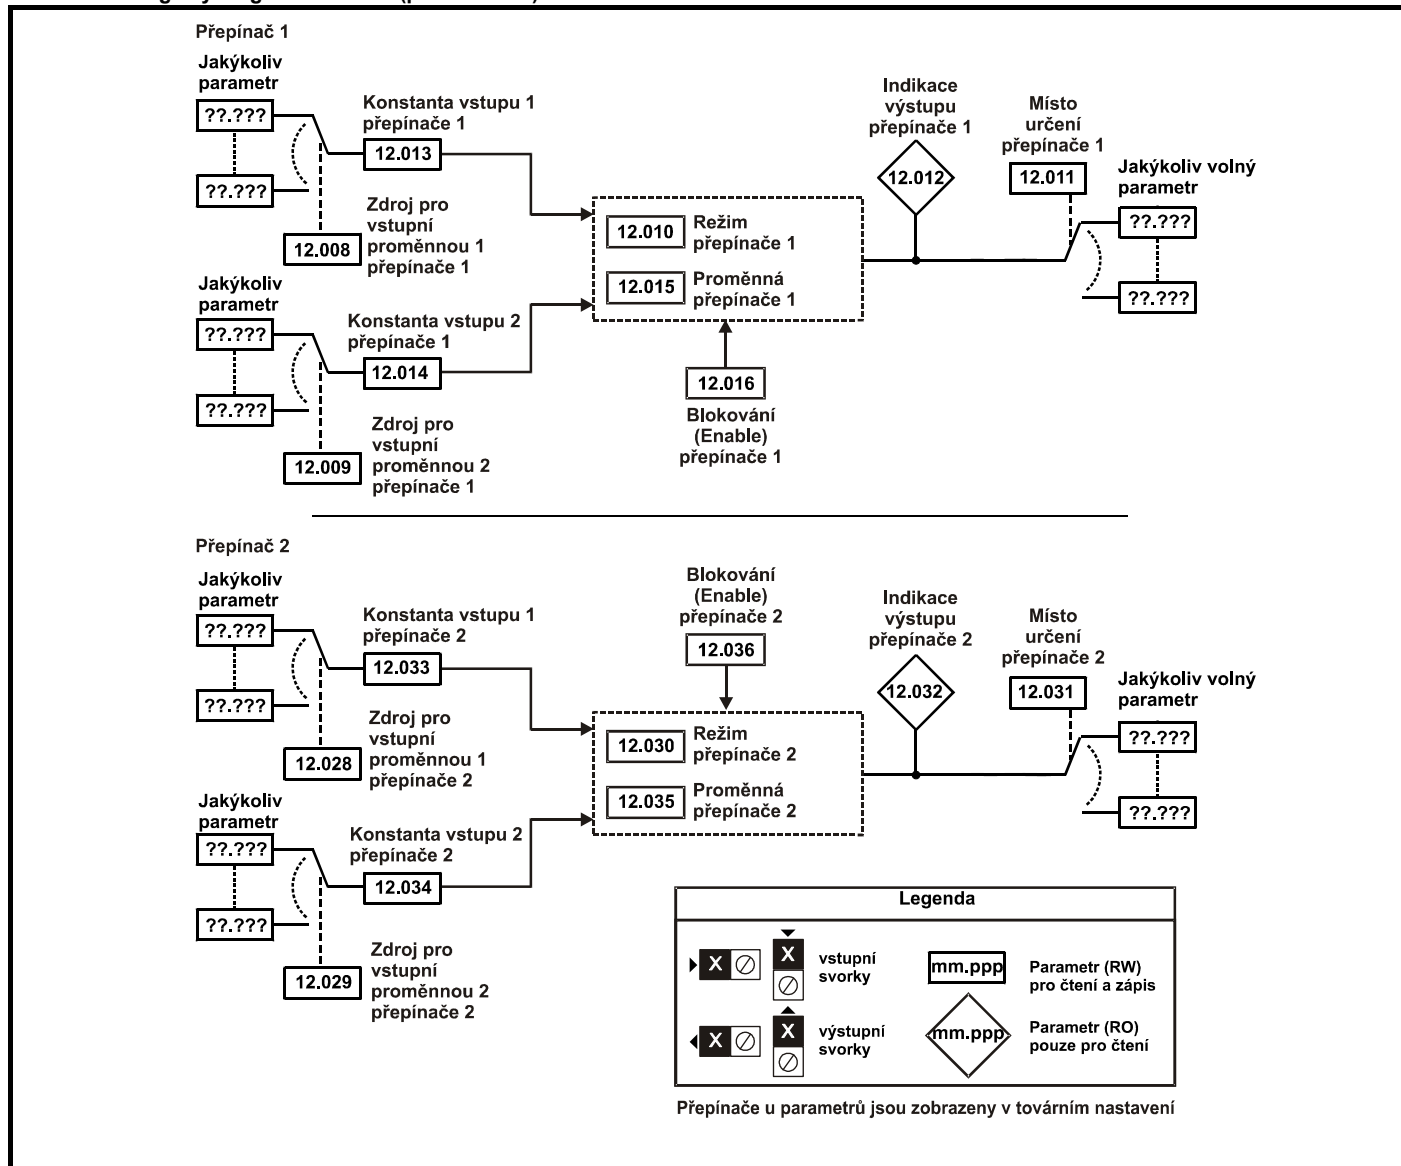 Přepínač 1
Jakýkoliv
parametr
??.???
??.???
Konstanta vstupu 1
přepínače 1
12.013
Zdroj pro
vstupní
proměnnou 1
přepínače 1
12.008
Jakýkoliv
parametr
??.???
??.???
Konstanta vstupu 2
přepínače 1
12.014
Zdroj pro
vstupní
proměnnou 2
přepínače 1
12.009
12.010
Režim
přepínače 1
12.015
Proměnná
přepínače 1
12.016
Blokování
(Enable)
přepínače 1
Indikace
výstupu
přepínače 1
12.012
Místo
určení
přepínače 1
12.011
Jakýkoliv volný
parametr
??.???
??.???
Přepínač 2
Jakýkoliv
parametr
??.???
??.???
Konstanta vstupu 1
přepínače 2
12.033
Zdroj pro
vstupní
proměnnou 1
přepínače 2
12.028
Jakýkoliv
parametr
??.???
??.???
Konstanta vstupu 2
přepínače 2
12.034
Zdroj pro
vstupní
proměnnou 2
přepínače 2
12.029
Blokování
(Enable)
přepínače 2
12.036
12.030
Režim
přepínače 2
12.035
Proměnná
přepínače 2
Indikace
výstupu
přepínače 2
12.032
Místo
určení
přepínače 2
12.031
Jakýkoliv volný
parametr
??.???
??.???
Legenda
X
X
vstupní
svorky
mm.ppp
Parametr (RW)
pro čtení a zápis
X
X
výstupní
svorky
mm.ppp
Parametr (RO)
pouze pro čtení
Přepínače u parametrů jsou zobrazeny v továrním nastavení